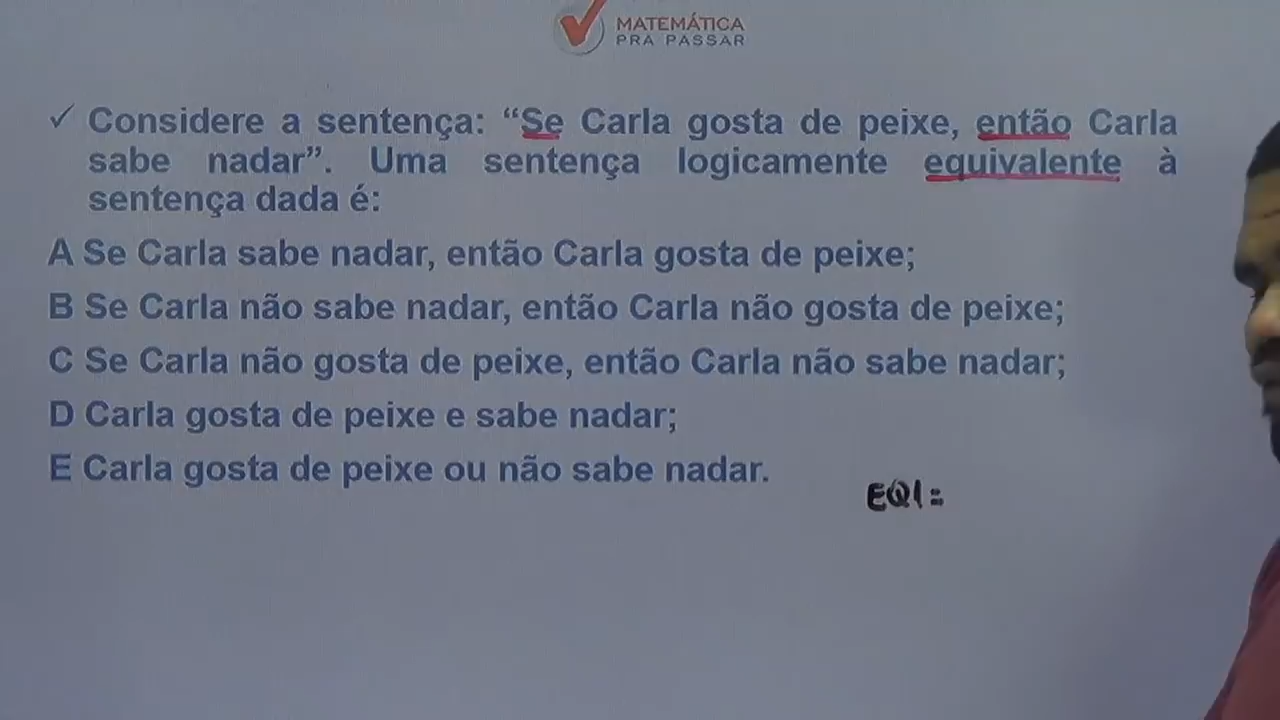 MATEMÁTICA
PRA PASSAR
✓ Considere a sentença: “Se Carla gosta de peixe, então Carla
sabe nadar”. Uma sentença logicamente equivalente à
sentença dada é:
A Se Carla sabe nadar, então Carla gosta de peixe;
B Se Carla não sabe nadar, então Carla não gosta de peixe;
C Se Carla não gosta de peixe, então Carla não sabe nadar;
D Carla gosta de peixe e sabe nadar;
E Carla gosta de peixe ou não sabe nadar.
EQ1=